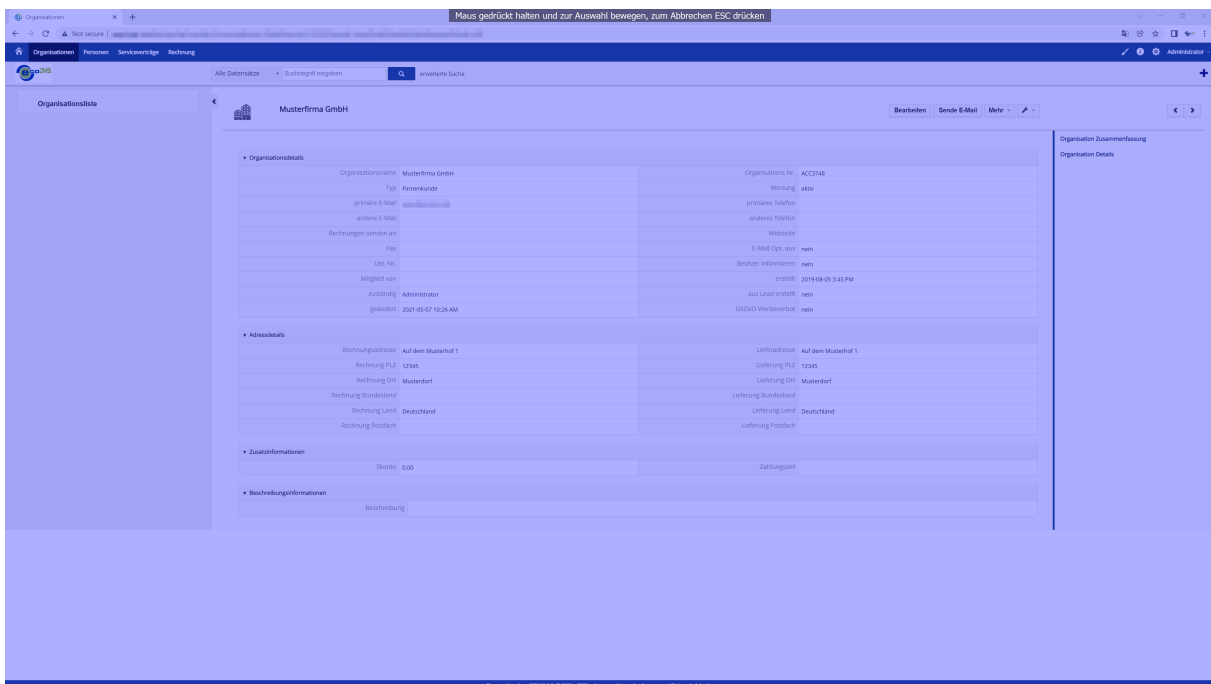 Organisationen
Maus gedrückt halten und zur Auswahl bewegen, zum Abbrechen ESC drücken
Not secure
Organisationen Personen Serviceverträge Rechnung Administrator
Alle Datensätze Suchbegriff eingeben erweiterte Suche
Organisationsliste
Musterfirma GmbH
Bearbeiten Sende E-Mail Mehr
Organisation Zusammenfassung
Organisation Details
Organisationsdetails
Organisationsname Musterfirma GmbH Organisations Nr. ACC3748
Typ Firmenkunde Wertung aktiv
primäre E-Mail primäres Telefon
andere E-Mail anderes Telefon
Rechnungen senden an Webseite
Fax E-Mail Opt. aus nein
Ust. Nr. Besitzer informieren nein
Mitglied von erstellt 2019-08-05 3:45 PM
zuständig Administrator aus Lead erstellt nein
geändert 2021-05-07 10:26 AM DSGVO Werbeverbot nein
Adressdetails
Rechnungsadresse Auf dem Musterhof 1 Lieferadresse Auf dem Musterhof 1
Rechnung PLZ 12345 Lieferung PLZ 12345
Rechnung Ort Musterdorf Lieferung Ort Musterdorf
Rechnung Bundesland Lieferung Bundesland
Rechnung Land Deutschland Lieferung Land Deutschland
Rechnung Postfach Lieferung Postfach
Zusatzinformationen
Skonto 0.00 Zahlungsziel
Beschreibungsinformationen
Beschreibung